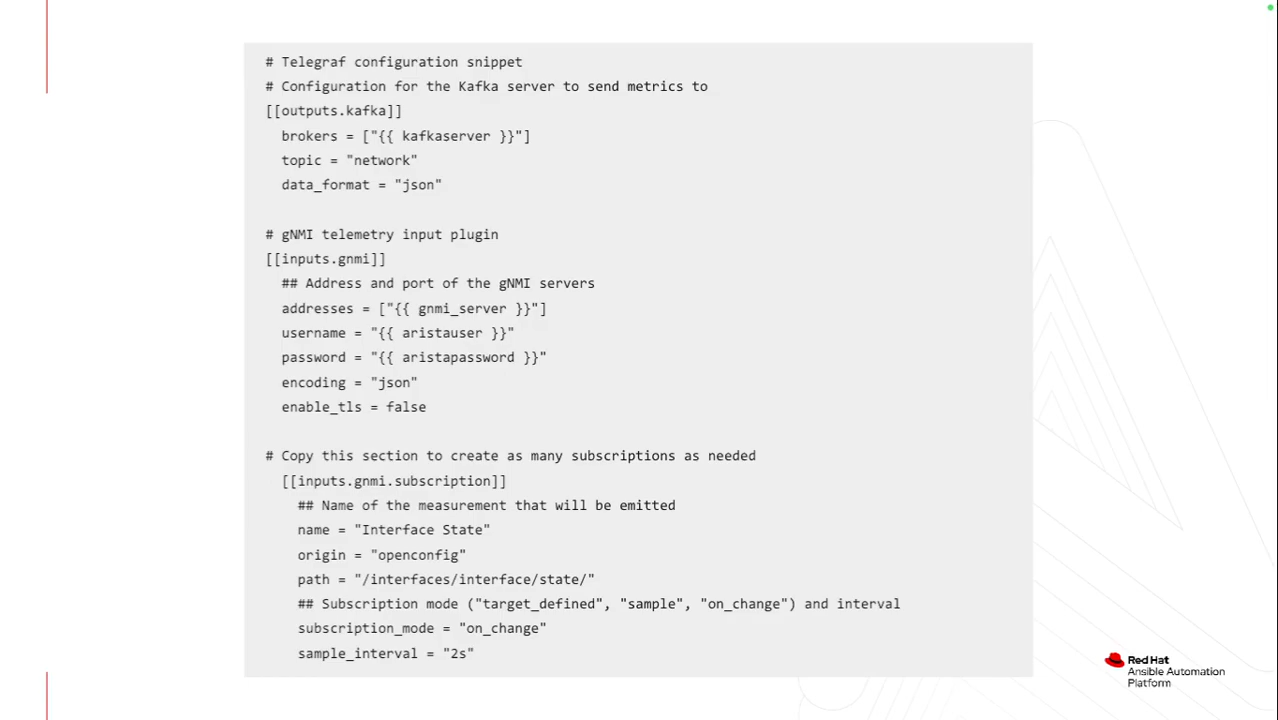 # Telegraf configuration snippet
# Configuration for the Kafka server to send metrics to
[[outputs.kafka]]
  brokers = ["{{ kafkaserver }}"]
  topic = "network"
  data_format = "json"

# gNMI telemetry input plugin
[[inputs.gnmi]]
  ## Address and port of the gNMI servers
  addresses = ["{{ gnmi_server }}"]
  username = "{{ aristauser }}"
  password = "{{ aristapassword }}"
  encoding = "json"
  enable_tls = false

# Copy this section to create as many subscriptions as needed
  [[inputs.gnmi.subscription]]
    ## Name of the measurement that will be emitted
    name = "Interface State"
    origin = "openconfig"
    path = "/interfaces/interface/state/"
    ## Subscription mode ("target_defined", "sample", "on_change") and interval
    subscription_mode = "on_change"
    sample_interval = "2s"
Red Hat
Ansible Automation
Platform